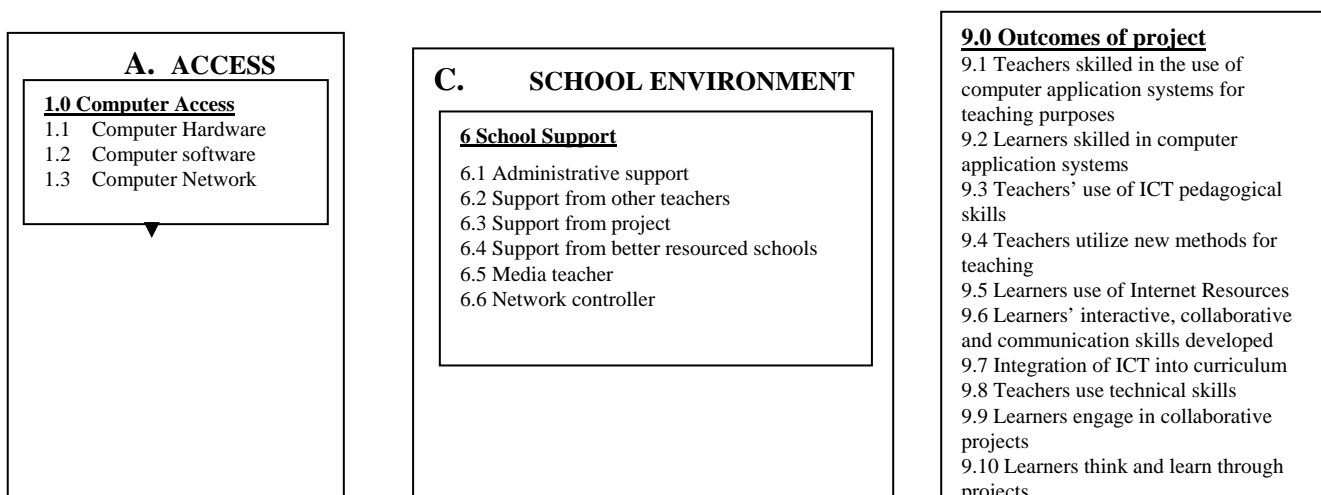 A. ACCESS
1.0 Computer Access
1.1 Computer Hardware
1.2 Computer software
1.3 Computer Network
C. SCHOOL ENVIRONMENT
6 School Support
6.1 Administrative support
6.2 Support from other teachers
6.3 Support from project
6.4 Support from better resourced schools
6.5 Media teacher
6.6 Network controller
9.0 Outcomes of project
9.1 Teachers skilled in the use of
computer application systems for
teaching purposes
9.2 Learners skilled in computer
application systems
9.3 Teachers' use of ICT pedagogical
skills
9.4 Teachers utilize new methods for
teaching
9.5 Learners use of Internet Resources
9.6 Learners' interactive, collaborative
and communication skills developed
9.7 Integration of ICT into curriculum
9.8 Teachers use technical skills
9.9 Learners engage in collaborative
projects
9.10 Learners think and learn through
projects